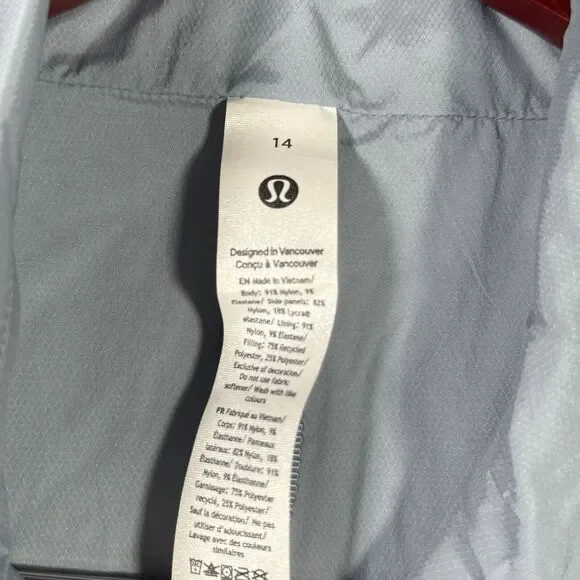 14
Designed in Vancouver
Conçu à Vancouver
EN Made in Vietnam/
Body: 91% Nylon, 9%
Elastane/ Side panels: 82%
Nylon, 18% Lycra®
elastane/ Lining: 91%
Nylon, 9% Elastane/
Filling: 75% Recycled
Polyester, 25% Polyester/
Exclusive of decoration/
Do not use fabric
softener/ Wash with like
colours
FR Fabriqué au Vietnam/
Corps: 91% Nylon, 9%
Élasthanne/ Panneaux
latéraux: 82% Nylon, 18%
Élasthanne/ Doublure: 91%
Nylon, 9% Élasthanne/
Garnissage: 75% Polyester
recyclé, 25% Polyester/
Sauf la décoration/ Ne pas
utiliser d'adoucissant/
Lavage avec des couleurs
similaires